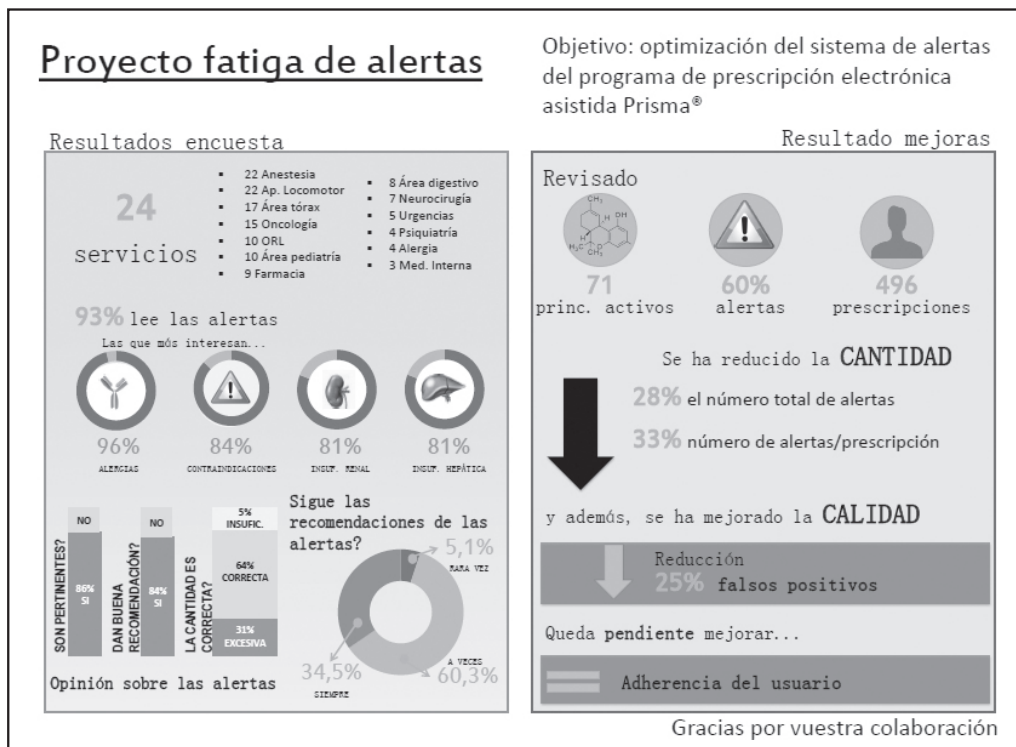 Proyecto fatiga de alertas
Objetivo: optimización del sistema de alertas
del programa de prescripción electrónica
asistida Prisma®
Resultados encuesta
24
servicios
▪ 22 Anestesia
▪ 22 Ap. Locomotor
▪ 17 Área tórax
▪ 15 Oncología
▪ 10 ORL
▪ 10 Área pediatría
▪ 9 Farmacia
▪ 8 Área digestivo
▪ 7 Neurocirugía
▪ 5 Urgencias
▪ 4 Psiquiatría
▪ 4 Alergia
▪ 3 Med. Interna
93% lee las alertas
Las que más interesan...
96%
ALERGIAS
84%
CONTRAINDICACIONES
81%
INSUF. RENAL
81%
INSUF. HEPÁTICA
SON PERTINENTES?
NO
86%
SI
DAN BUENA
RECOMENDACIÓN?
NO
84%
SI
LA CANTIDAD ES
CORRECTA?
5%
INSUFIC.
64%
CORRECTA
31%
EXCESIVA
Opinión sobre las alertas
Sigue las
recomendaciones de las
alertas?
5,1%
RARA VEZ
A VECES
60,3%
34,5%
SIEMPRE
Resultado mejoras
Revisado
CH₃
H
OH
H
H₃C
O
CH₃
71
princ. activos
60%
alertas
496
prescripciones
Se ha reducido la CANTIDAD
28% el número total de alertas
33% número de alertas/prescripción
y además, se ha mejorado la CALIDAD
Reducción
25% falsos positivos
Queda pendiente mejorar...
Adherencia del usuario
Gracias por vuestra colaboración